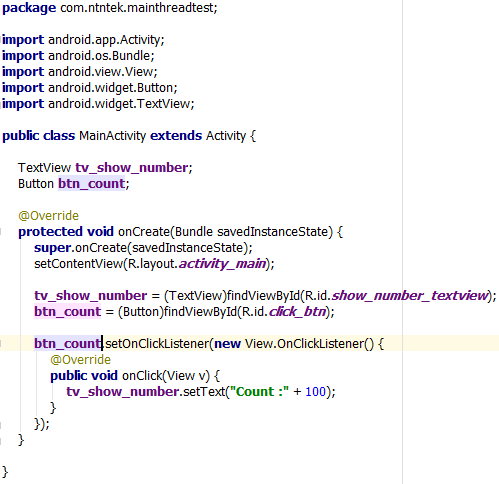 package com.ntntek.mainthreadtest;
import android.app.Activity;
import android.os.Bundle;
import android.view.View;
import android.widget.Button;
import android.widget.TextView;
public class MainActivity extends Activity {
TextView tv_show_number;
Button btn_count;
@Override
protected void onCreate(Bundle savedInstanceState) {
super.onCreate(savedInstanceState);
setContentView(R.layout.activity_main);
tv_show_number = (TextView)findViewById(R.id.show_number_textview);
btn_count = (Button)findViewById(R.id.click_btn);
btn_count.setOnClickListener(new View.OnClickListener() {
@Override
public void onClick(View v) {
tv_show_number.setText("Count :" + 100);
}
});
}
}